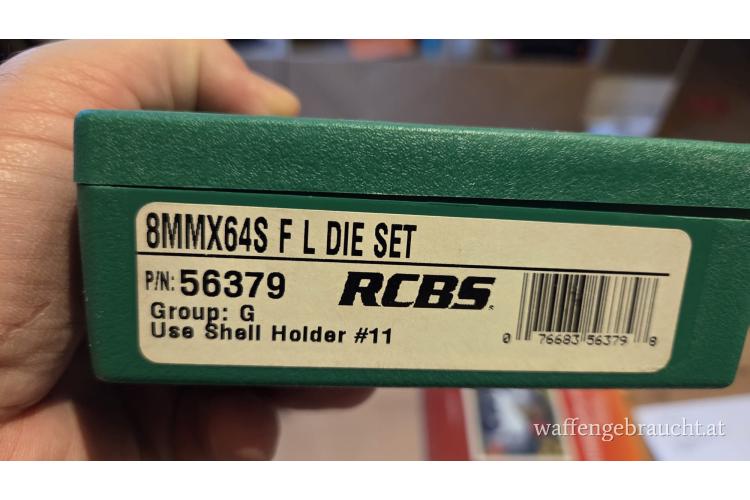 8MMX64S F L DIE SET
P/N: 56379
RCBS.
Group: G
Use Shell Holder #11
0 76683 56379 8
waffengebraucht.at